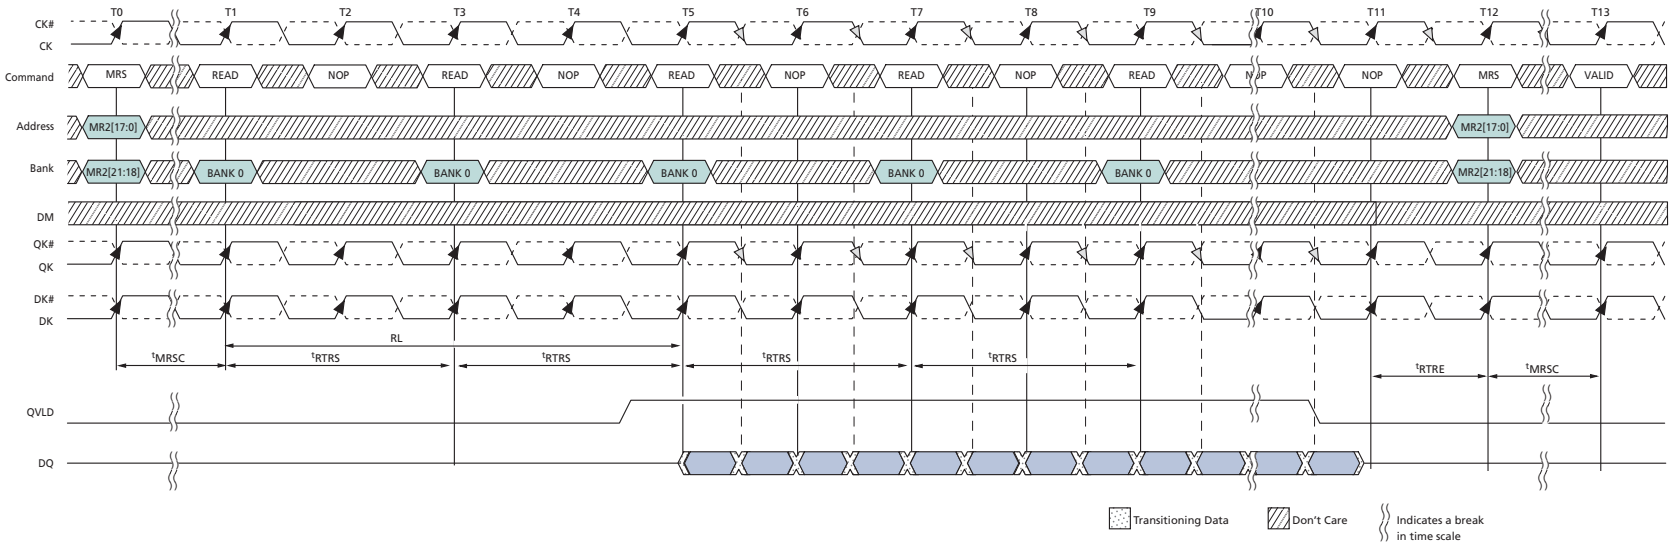 T0 T1 T2 T3 T4 T5 T6 T7 T8 T9 T10 T11 T12 T13
CK#
CK
Command MRS READ NOP READ NOP READ NOP READ NOP READ NOP NOP MRS VALID
Address MR2[17:0] MR2[17:0]
Bank MR2[21:18] BANK 0 BANK 0 BANK 0 BANK 0 BANK 0 MR2[21:18]
DM
QK#
QK
DK#
DK
RL
tMRSC tRTRS tRTRS tRTRS tRTRS tRTRE tMRSC
QVLD
DQ
Transitioning Data Don't Care Indicates a break
in time scale